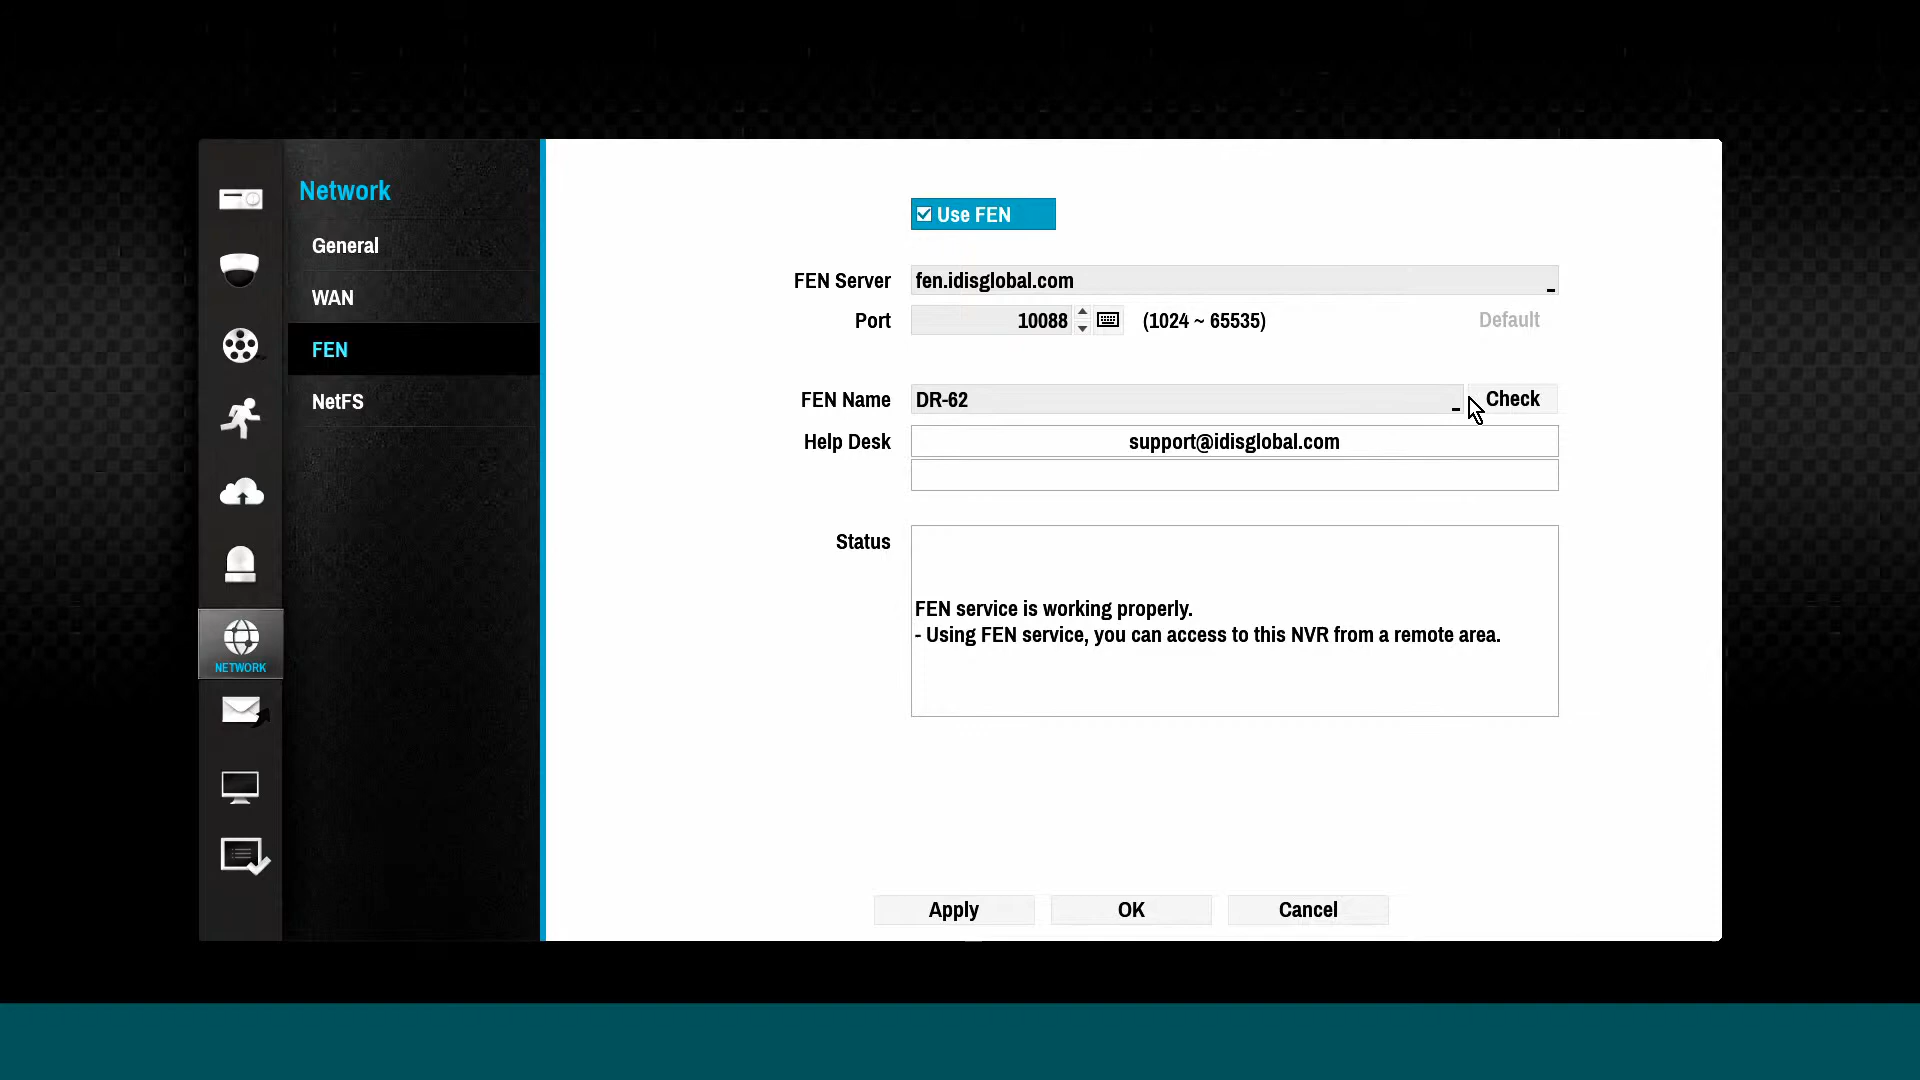 Network
General
WAN
FEN
NetFS
NETWORK
Use FEN
FEN Server fen.idisglobal.com
Port 10088 (1024 ~ 65535) Default
FEN Name DR-62 Check
Help Desk support@idisglobal.com
Status
FEN service is working properly.
- Using FEN service, you can access to this NVR from a remote area.
Apply OK Cancel